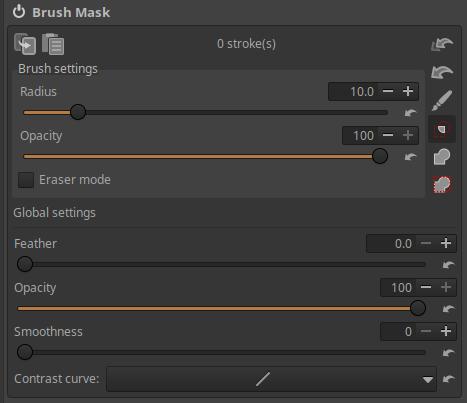 Brush Mask
0 stroke(s)
Brush settings
Radius 10.0
Opacity 100
Eraser mode
Global settings
Feather 0.0
Opacity 100
Smoothness 0
Contrast curve: